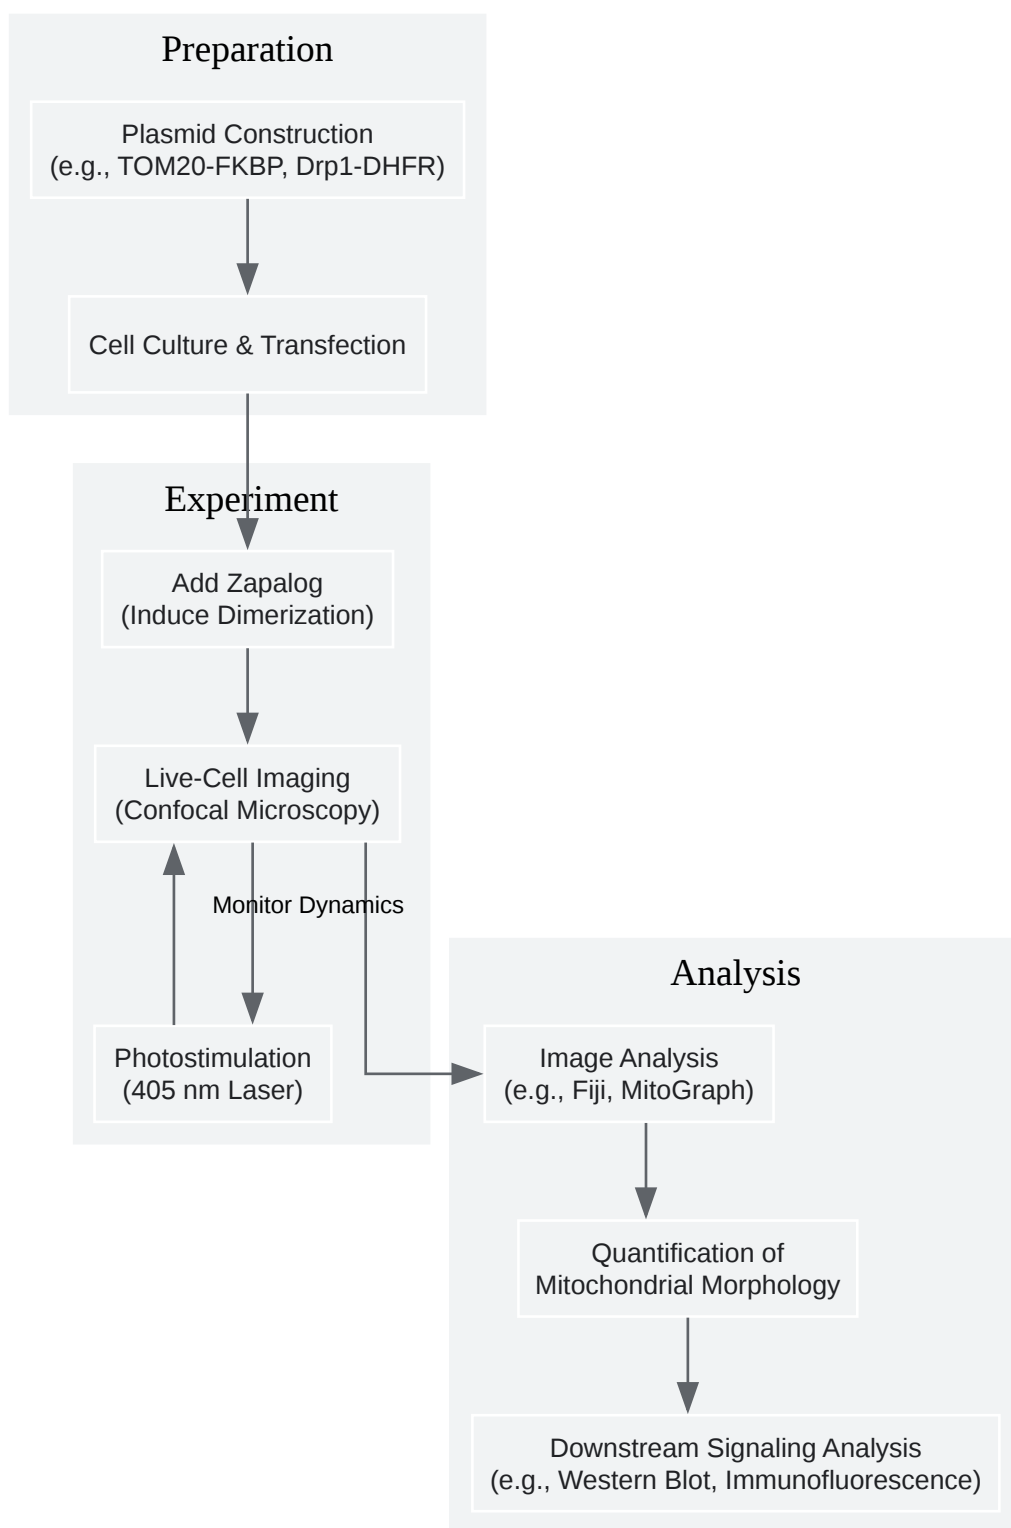 Preparation
Plasmid Construction
(e.g., TOM20-FKBP, Drp1-DHFR)
Cell Culture & Transfection
Experiment
Add Zapalog
(Induce Dimerization)
Live-Cell Imaging
(Confocal Microscopy)
Monitor Dynamics
Photostimulation
(405 nm Laser)
Analysis
Image Analysis
(e.g., Fiji, MitoGraph)
Quantification of
Mitochondrial Morphology
Downstream Signaling Analysis
(e.g., Western Blot, Immunofluorescence)